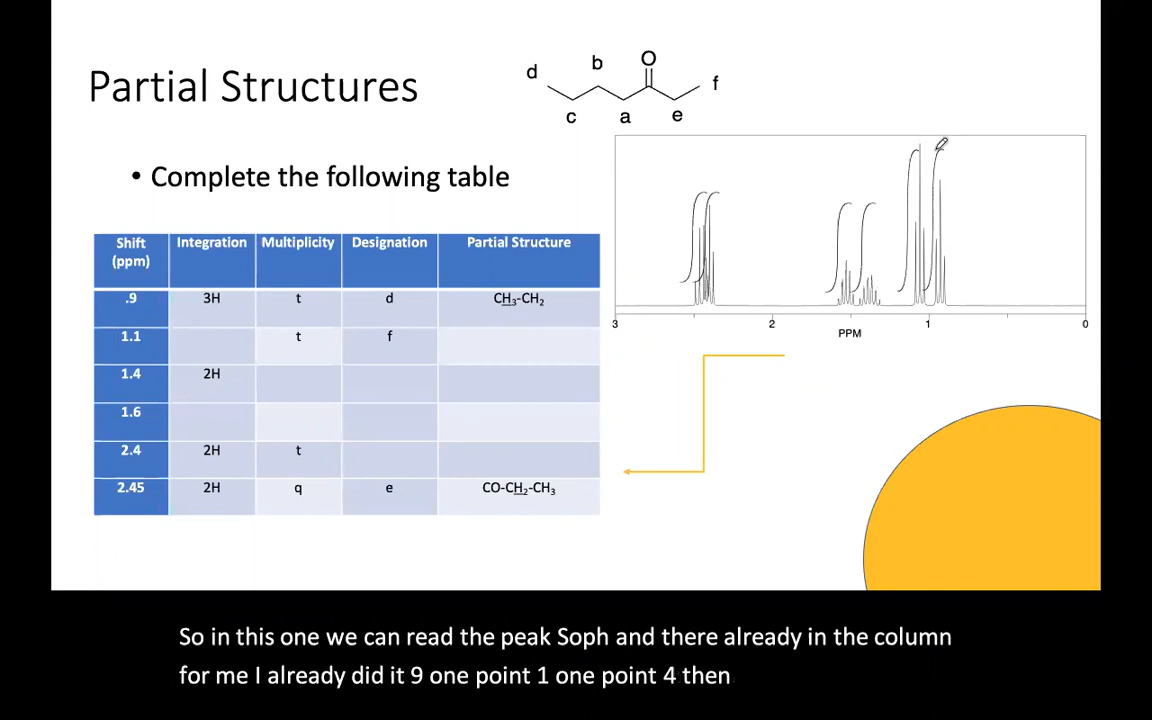 Partial Structures
O
d b f
c a e
• Complete the following table
Shift (ppm) Integration Multiplicity Designation Partial Structure
.9 3H t d CH₃-CH₂
1.1 t f
1.4 2H
1.6
2.4 2H t
2.45 2H q e CO-CH₂-CH₃
3 2 1 0
PPM
So in this one we can read the peak Soph and there already in the column
for me I already did it 9 one point 1 one point 4 then